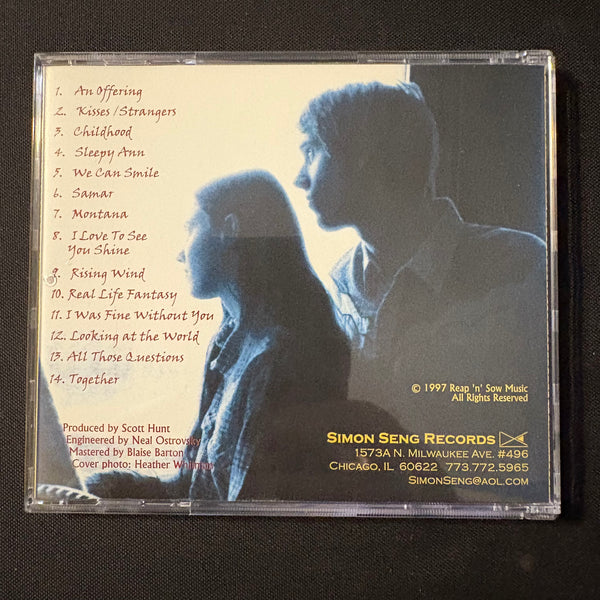 1. An Offering
2. Kisses / Strangers
3. Childhood
4. Sleepy Ann
5. We Can Smile
6. Samar
7. Montana
8. I Love To See
You Shine
9. Rising Wind
10. Real Life Fantasy
11. I Was Fine Without You
12. Looking at the World
13. All Those Questions
14. Together
© 1997 Reap 'n' Sow Music
All Rights Reserved
Produced by Scott Hunt
Engineered by Neal Ostrovsky
Mastered by Blaise Barton
Cover photo: Heather
SIMON SENG RECORDS
1573A N. MILWAUKEE AVE. #496
CHICAGO, IL 60622 773.772.5965
SIMONSENG@AOL.COM